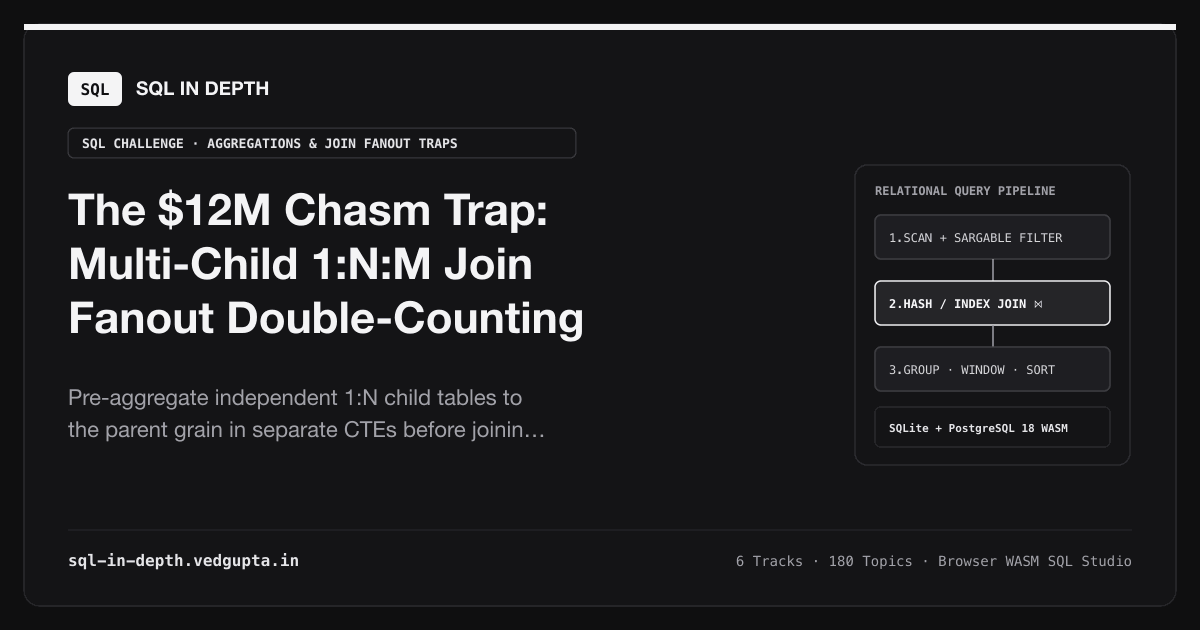 SQL SQL IN DEPTH
SQL CHALLENGE · AGGREGATIONS & JOIN FANOUT TRAPS
The $12M Chasm Trap:
Multi-Child 1:N:M Join
Fanout Double-Counting
Pre-aggregate independent 1:N child tables to
the parent grain in separate CTEs before joinin…
RELATIONAL QUERY PIPELINE
1.SCAN + SARGABLE FILTER
2.HASH / INDEX JOIN ⋈
3.GROUP · WINDOW · SORT
SQLite + PostgreSQL 18 WASM
sql-in-depth.vedgupta.in
6 Tracks · 180 Topics · Browser WASM SQL Studio